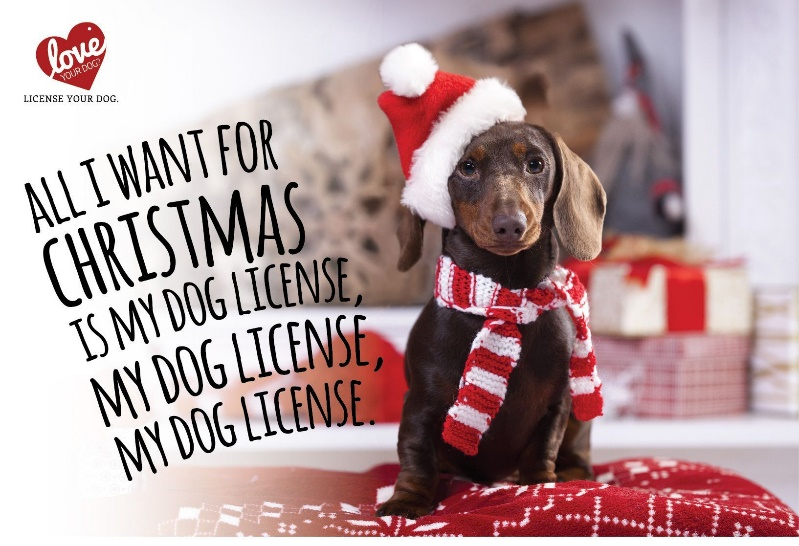 love
YOUR DOG?
LICENSE YOUR DOG.
ALL I WANT FOR
CHRISTMAS
IS MY DOG LICENSE,
MY DOG LICENSE,
MY DOG LICENSE.